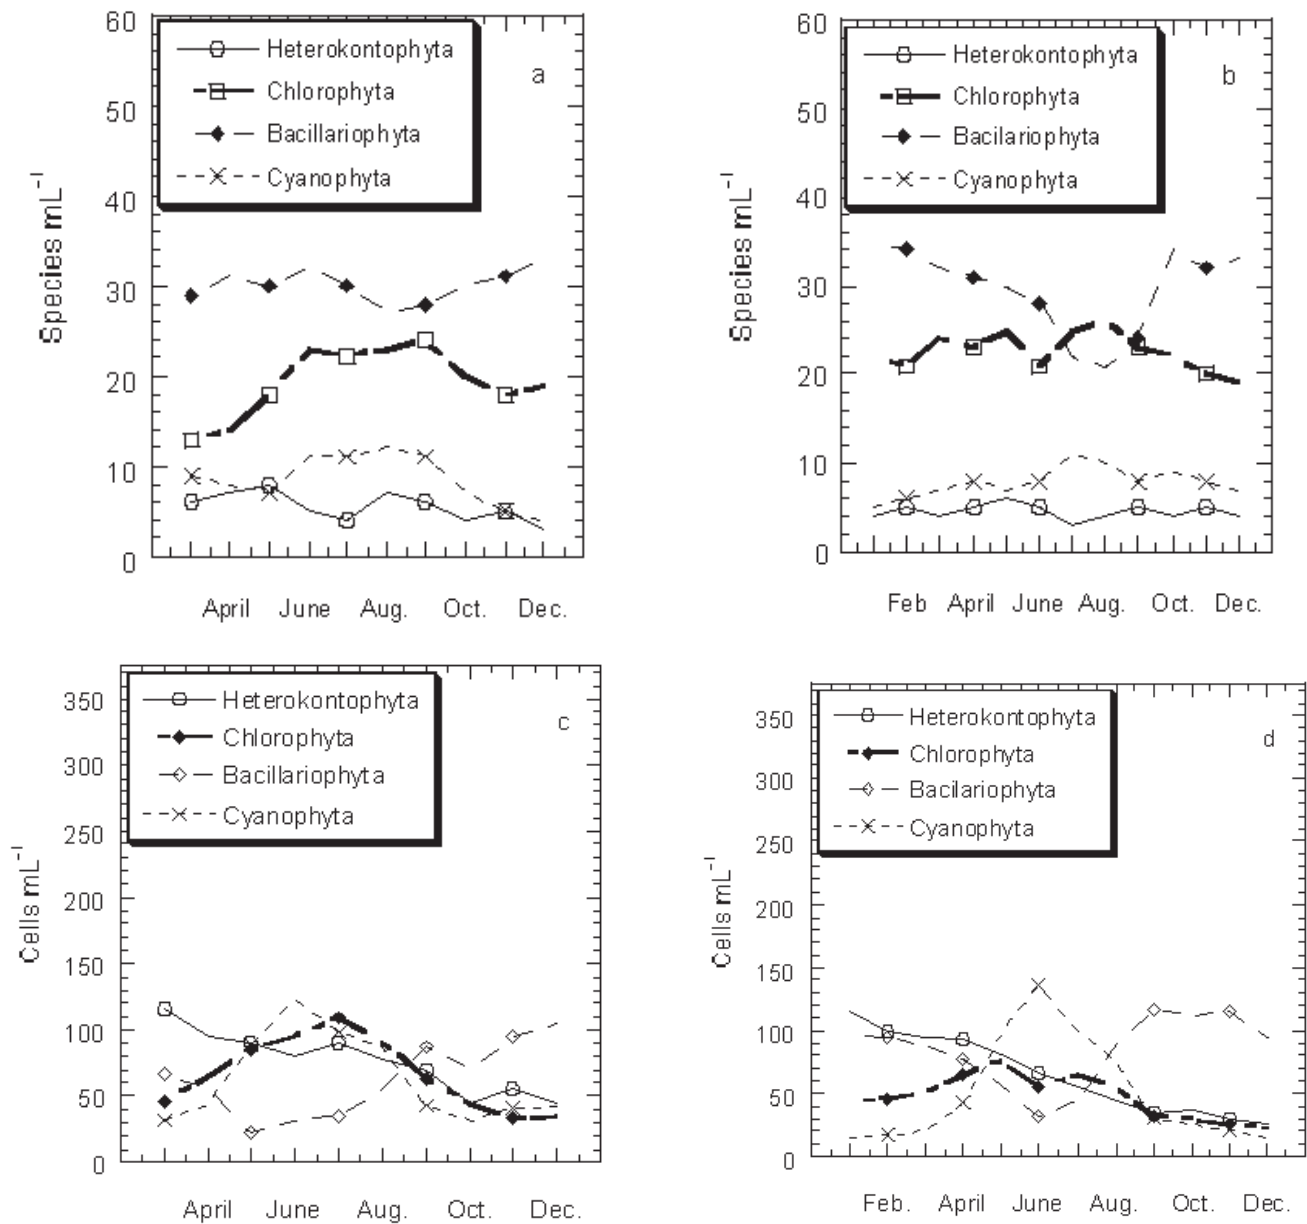 60
50
40
30
20
10
0
Species mL⁻¹
Heterokontophyta
Chlorophyta
Bacillariophyta
Cyanophyta
a
April June Aug. Oct. Dec.
60
50
40
30
20
10
0
Species mL⁻¹
Heterokontophyta
Chlorophyta
Bacilariophyta
Cyanophyta
b
Feb April June Aug. Oct. Dec.
350
300
250
200
150
100
50
0
Cells mL⁻¹
Heterokontophyta
Chlorophyta
Bacillariophyta
Cyanophyta
c
April June Aug. Oct. Dec.
350
300
250
200
150
100
50
0
Cells mL⁻¹
Heterokontophyta
Chlorophyta
Bacilariophyta
Cyanophyta
d
Feb. April June Aug. Oct. Dec.